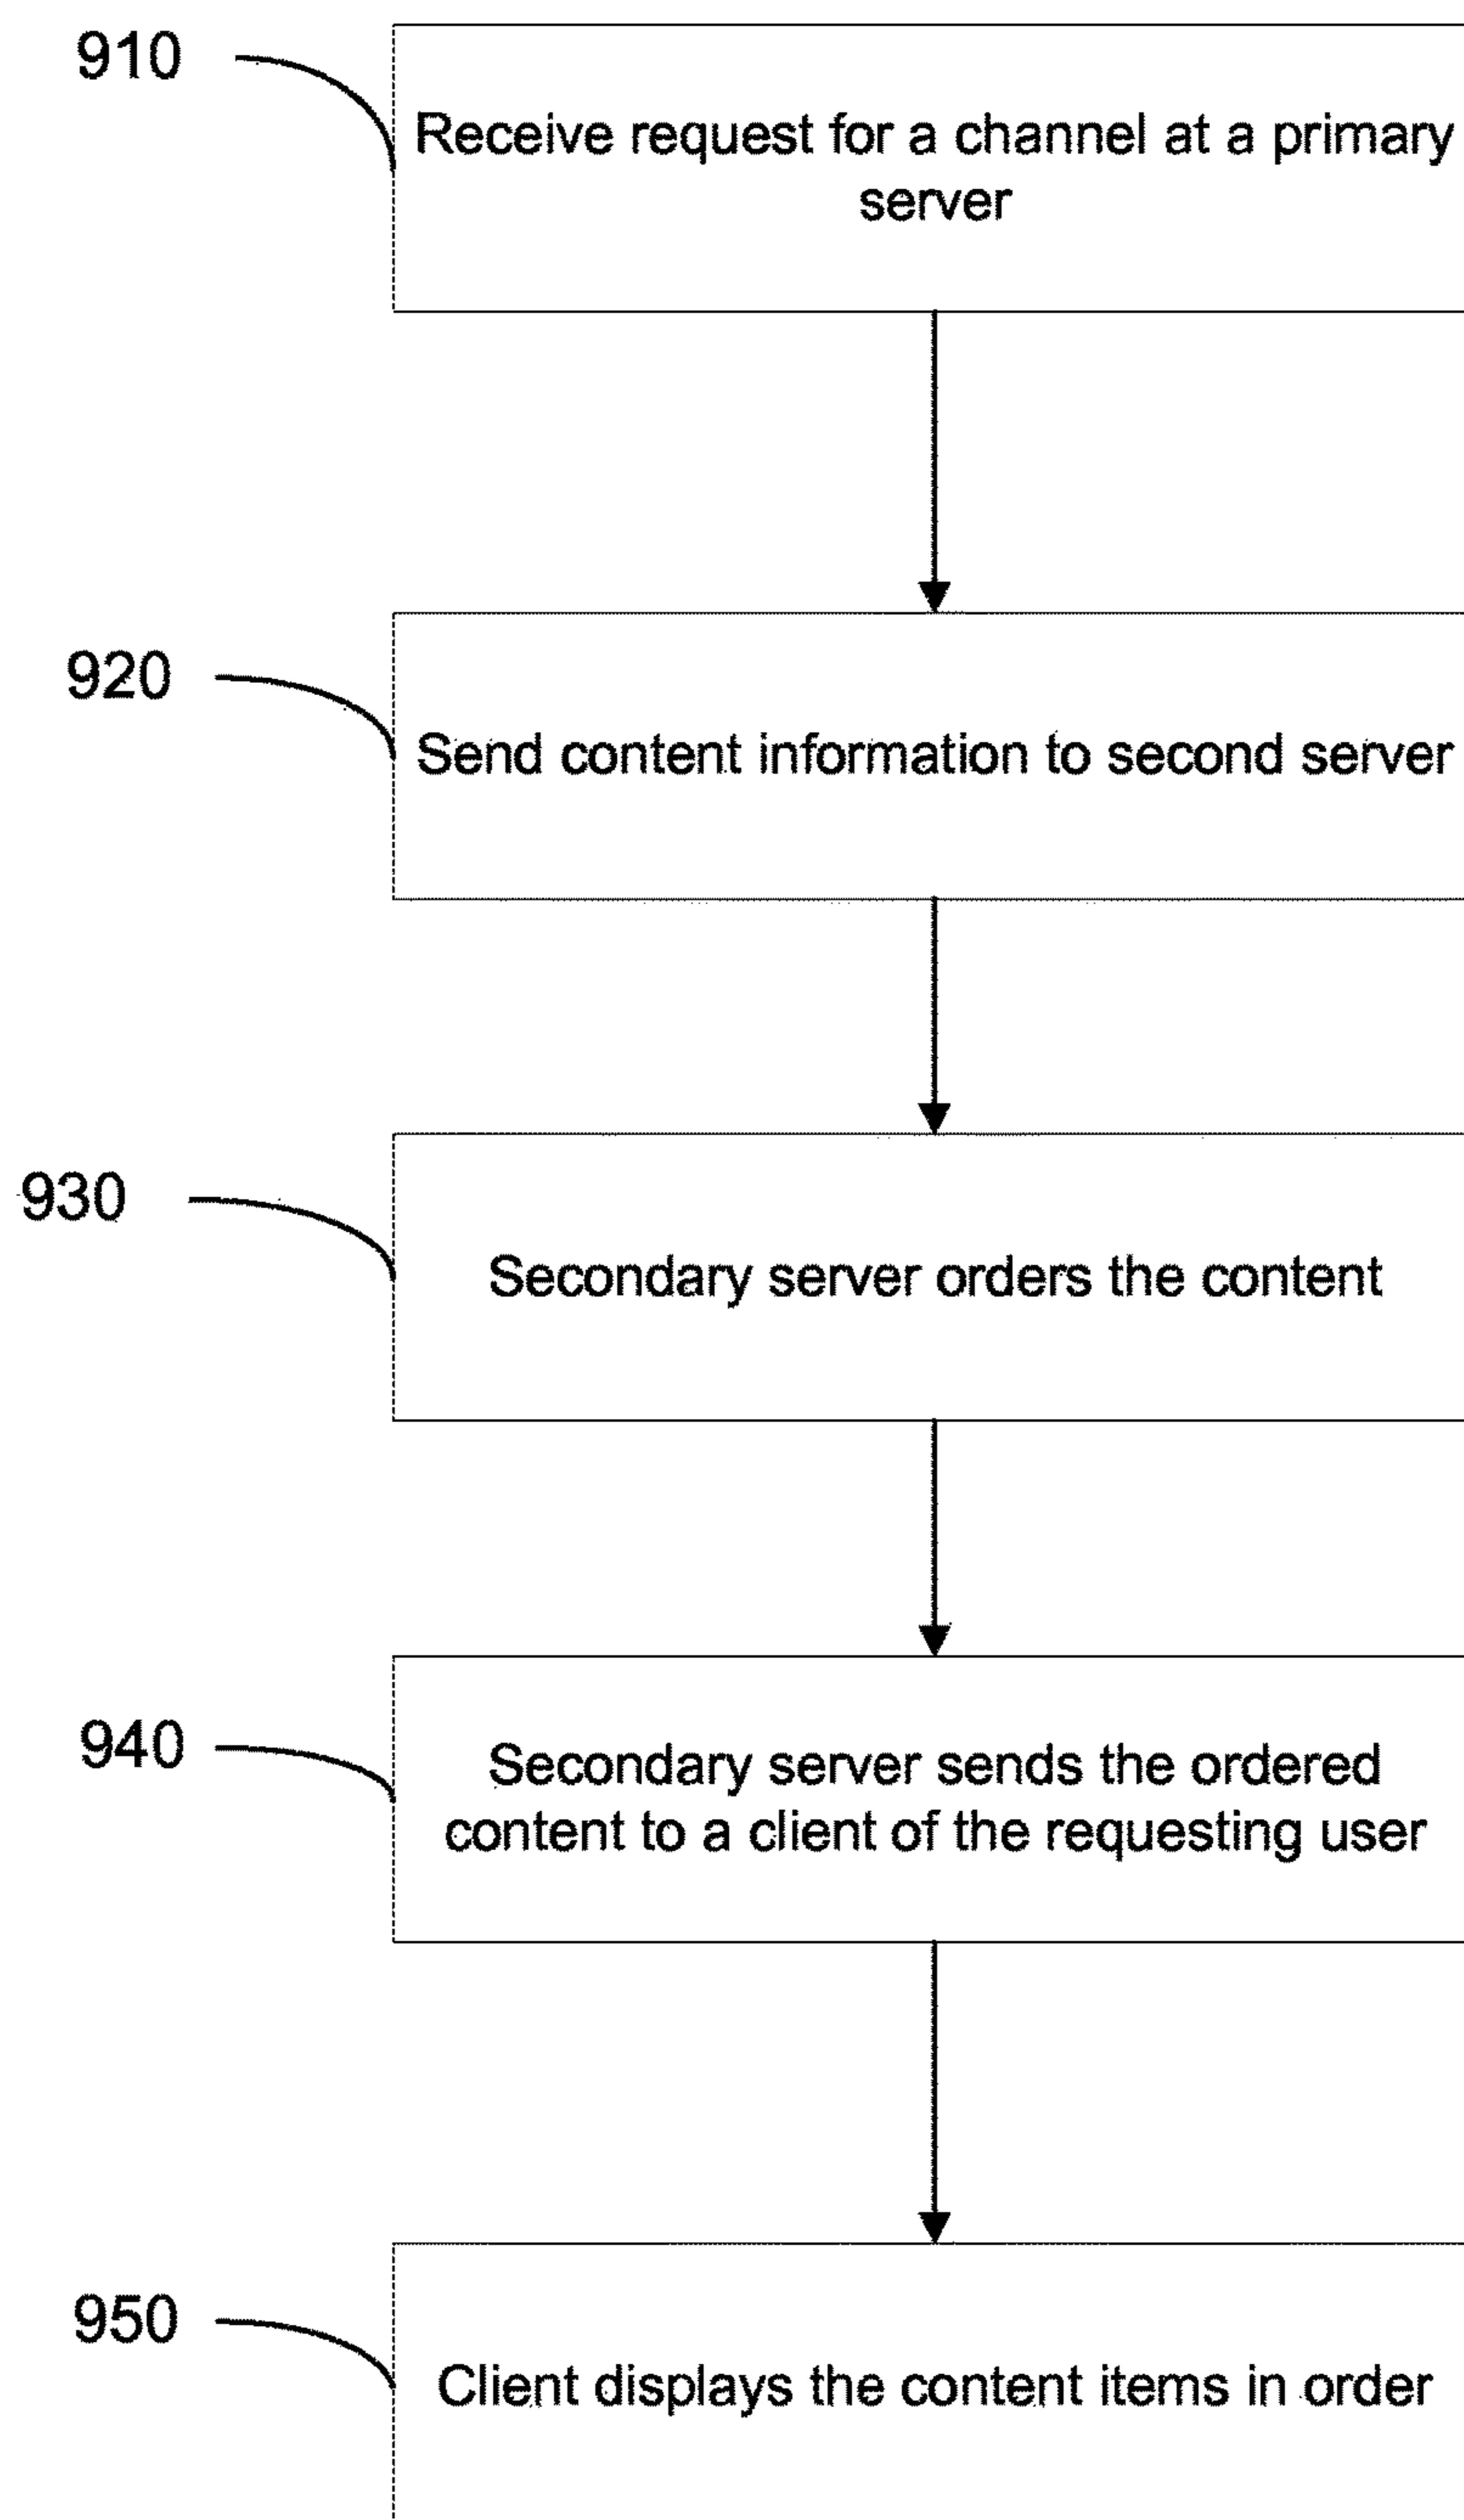 910
Receive request for a channel at a primary
server
920
Send content information to second server
930
Secondary server orders the content
940
Secondary server sends the ordered
content to a client of the requesting user
950
Client displays the content items in order